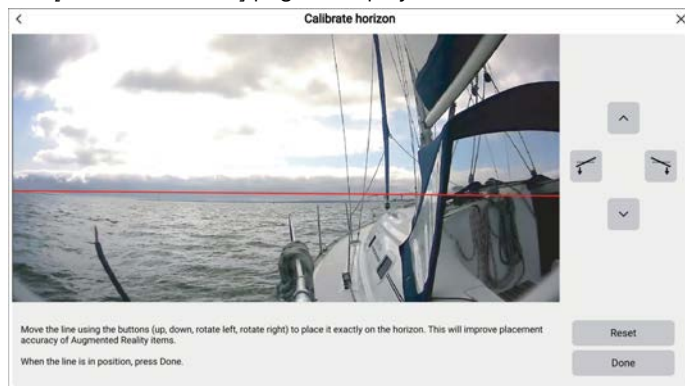 Calibrate horizon
Move the line using the buttons (up, down, rotate left, rotate right) to place it exactly on the horizon. This will improve placement
accuracy of Augmented Reality items.
When the line is in position, press Done.
Reset
Done